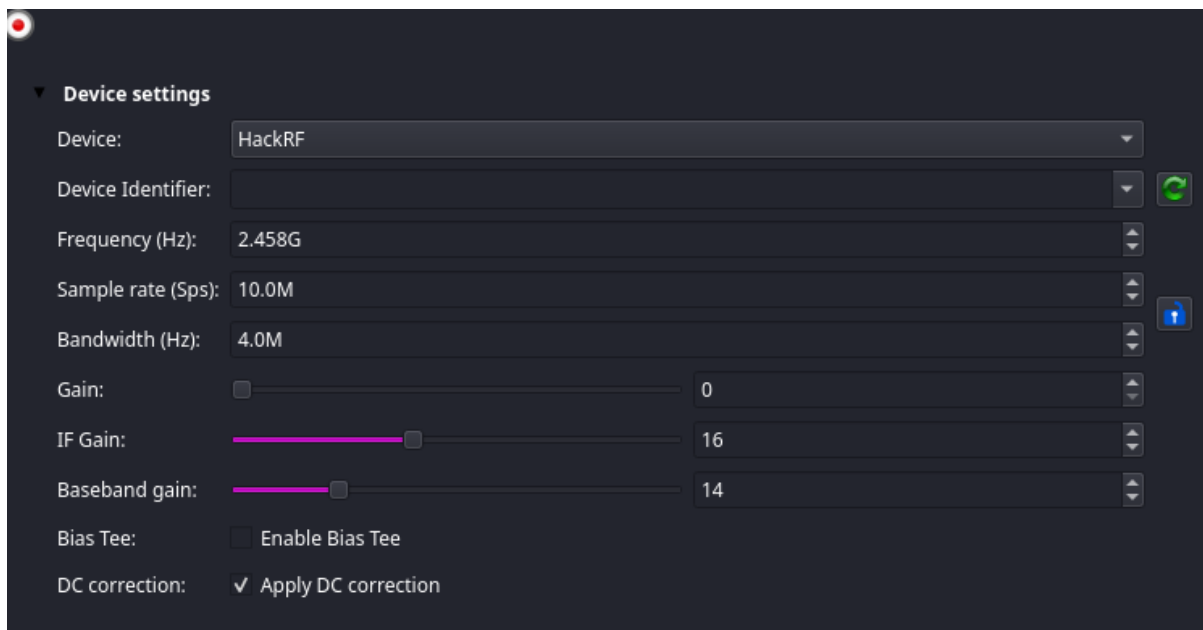 Device settings
Device: HackRF
Device Identifier:
Frequency (Hz): 2.458G
Sample rate (Sps): 10.0M
Bandwidth (Hz): 4.0M
Gain: 0
IF Gain: 16
Baseband gain: 14
Bias Tee: Enable Bias Tee
DC correction: Apply DC correction